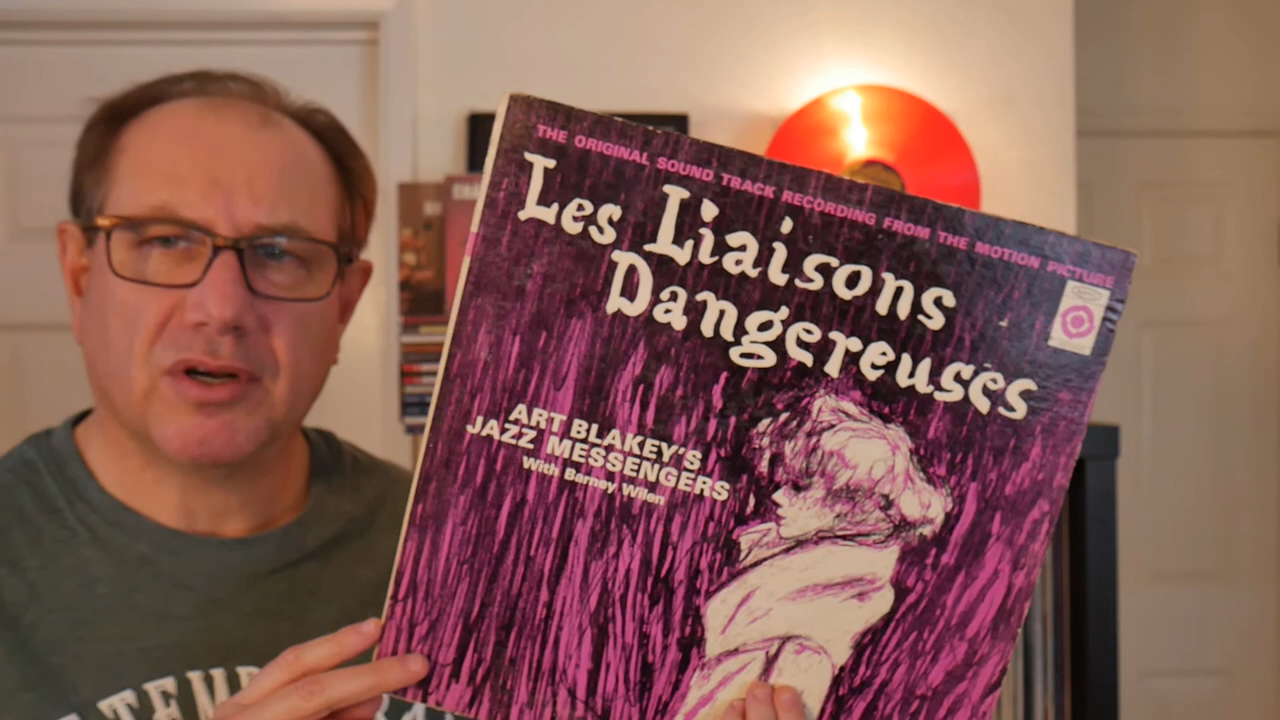 THE ORIGINAL SOUND TRACK RECORDING FROM THE MOTION PICTURE
Les Liaisons
Dangereuses
ART BLAKEY'S
JAZZ MESSENGERS
With Barney Wilen